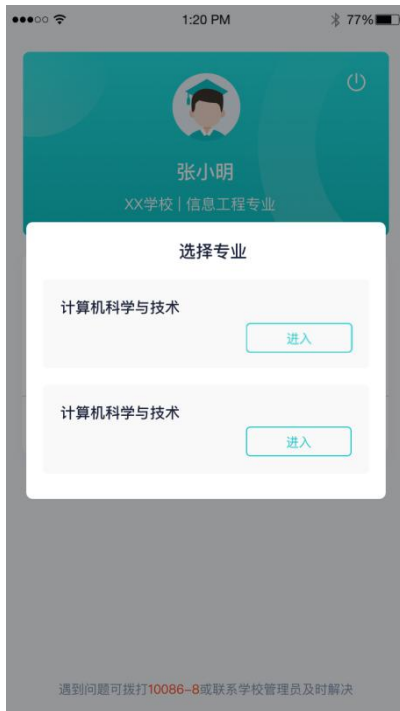 1:20 PM
77%
张小明
XX学校 | 信息工程专业
选择专业
计算机科学与技术
进入
计算机科学与技术
进入
遇到问题可拨打10086-8或联系学校管理员及时解决